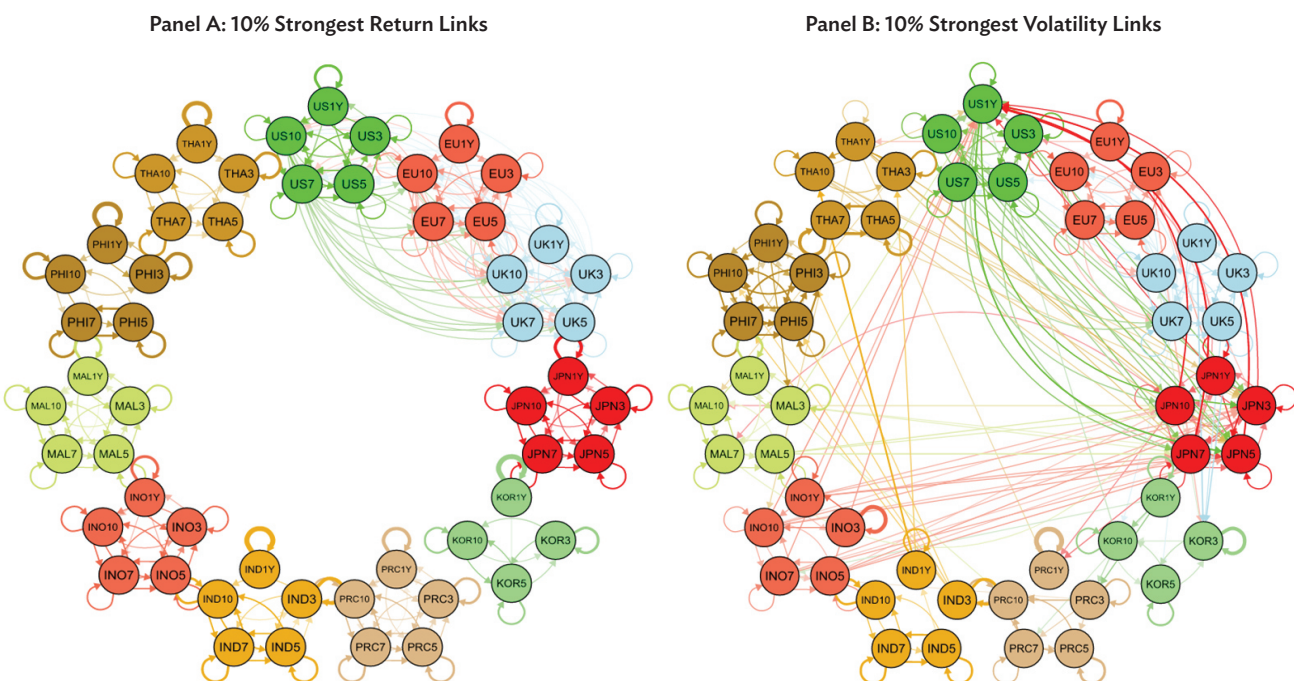 Panel A: 10% Strongest Return Links
US1Y
US10
US3
US7
US5
EU1Y
EU10
EU3
EU7
EU5
UK1Y
UK10
UK3
UK7
UK5
JPN1Y
JPN10
JPN3
JPN7
JPN5
KOR1Y
KOR10
KOR3
KOR5
PRC1Y
PRC10
PRC3
PRC7
PRC5
IND1Y
IND10
IND3
IND7
IND5
INO1Y
INO10
INO3
INO7
INO5
MAL1Y
MAL10
MAL3
MAL7
MAL5
PHI1Y
PHI10
PHI3
PHI7
PHI5
THA1Y
THA10
THA3
THA7
THA5
Panel B: 10% Strongest Volatility Links
US1Y
US10
US3
US7
US5
EU1Y
EU10
EU3
EU7
EU5
UK1Y
UK10
UK3
UK7
UK5
JPN1Y
JPN10
JPN3
JPN7
JPN5
KOR1Y
KOR10
KOR3
KOR5
PRC1Y
PRC10
PRC3
PRC7
PRC5
IND1Y
IND10
IND3
IND7
IND5
INO1Y
INO10
INO3
INO7
INO5
MAL1Y
MAL10
MAL3
MAL7
MAL5
PHI1Y
PHI10
PHI3
PHI7
PHI5
THA1Y
THA10
THA3
THA7
THA5